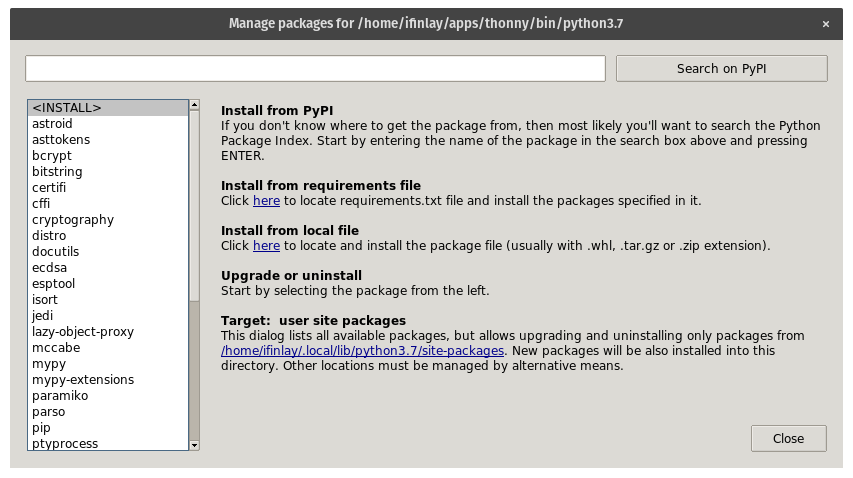 Manage packages for /home/ifinlay/apps/thonny/bin/python3.7
×
Search on PyPI
<INSTALL>
astroid
asttokens
bcrypt
bitstring
certifi
cffi
cryptography
distro
docutils
ecdsa
esptool
isort
jedi
lazy-object-proxy
mccabe
mypy
mypy-extensions
paramiko
parso
pip
ptyprocess
Install from PyPI
If you don't know where to get the package from, then most likely you'll want to search the Python
Package Index. Start by entering the name of the package in the search box above and pressing
ENTER.
Install from requirements file
Click here to locate requirements.txt file and install the packages specified in it.
Install from local file
Click here to locate and install the package file (usually with .whl, .tar.gz or .zip extension).
Upgrade or uninstall
Start by selecting the package from the left.
Target:  user site packages
This dialog lists all available packages, but allows upgrading and uninstalling only packages from
/home/ifinlay/.local/lib/python3.7/site-packages. New packages will be also installed into this
directory. Other locations must be managed by alternative means.
Close